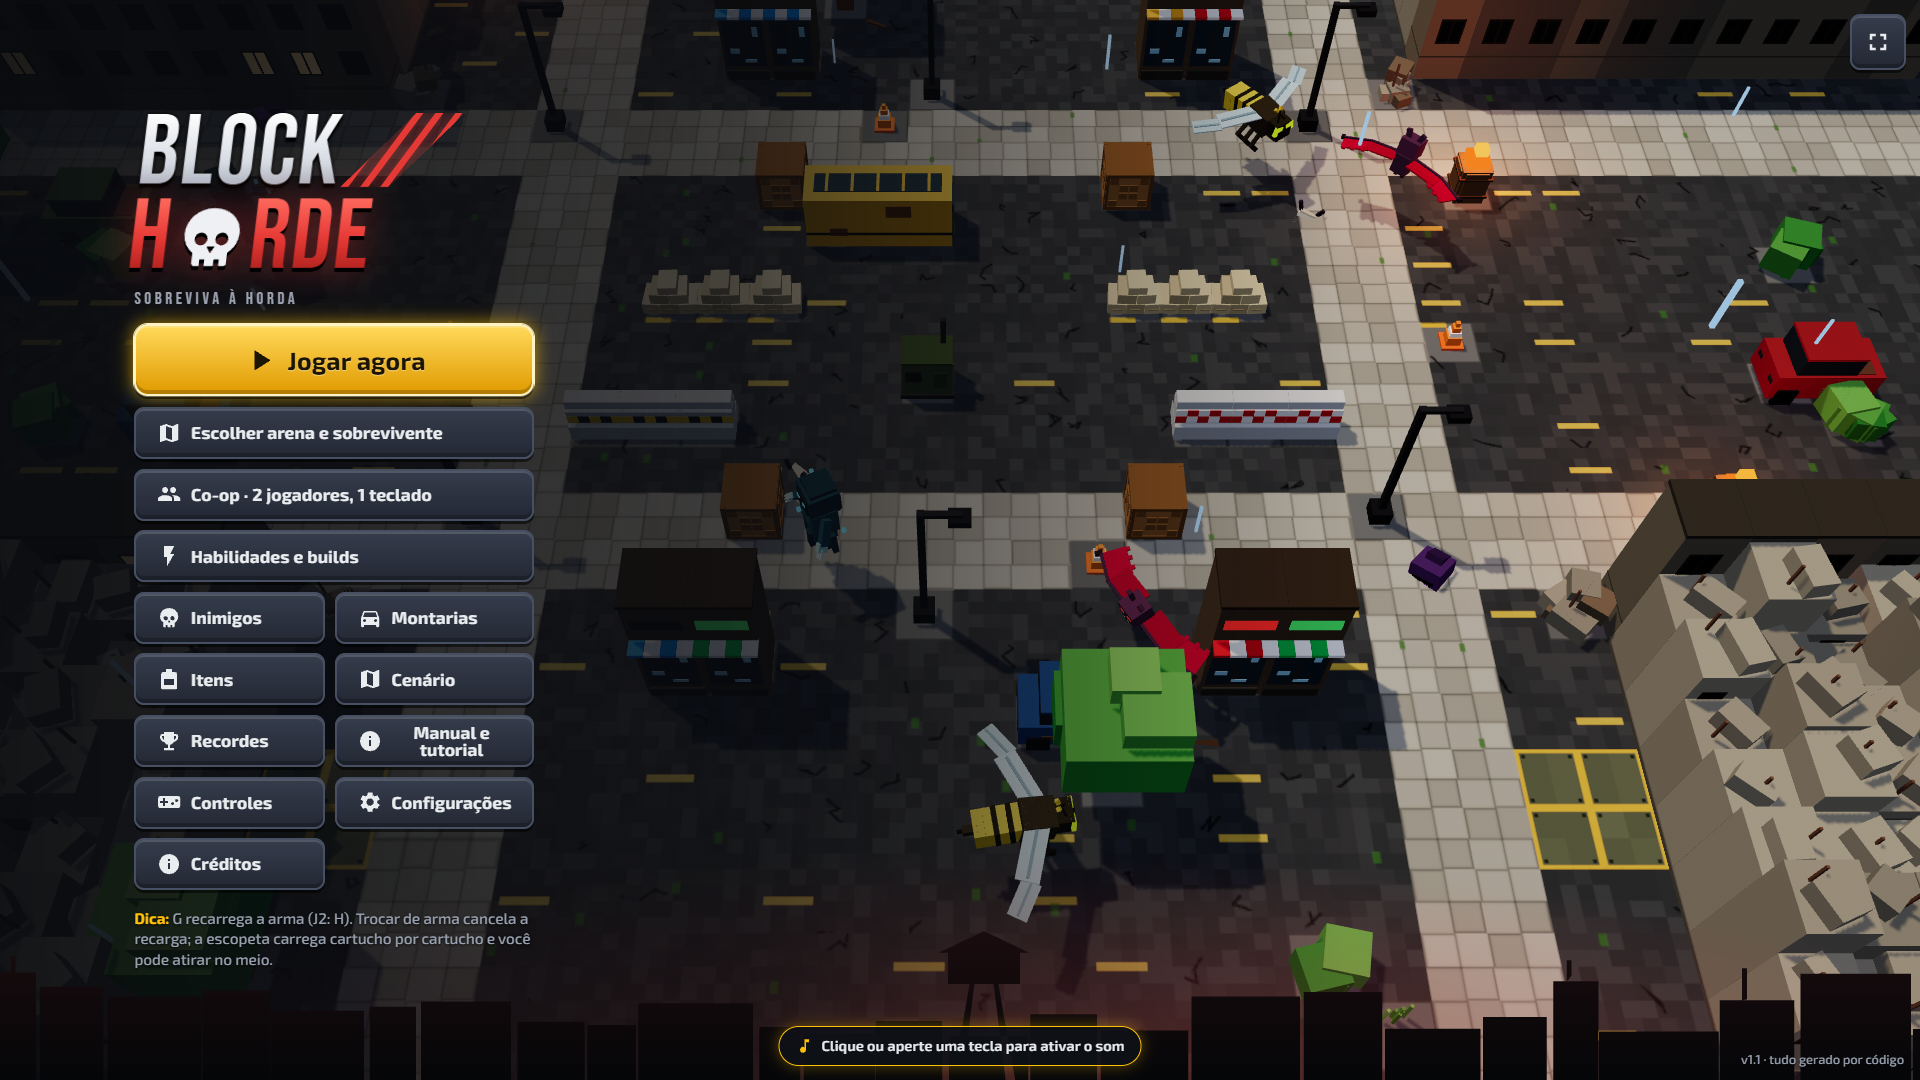 BLOCK
HORDE
SOBREVIVA À HORDA
Jogar agora
Escolher arena e sobrevivente
Co-op · 2 jogadores, 1 teclado
Habilidades e builds
Inimigos
Montarias
Itens
Cenário
Recordes
Manual e
tutorial
Controles
Configurações
Créditos
Dica: G recarrega a arma (J2: H). Trocar de arma cancela a
recarga; a escopeta carrega cartucho por cartucho e você
pode atirar no meio.
Clique ou aperte uma tecla para ativar o som
v1.1 · tudo gerado por código